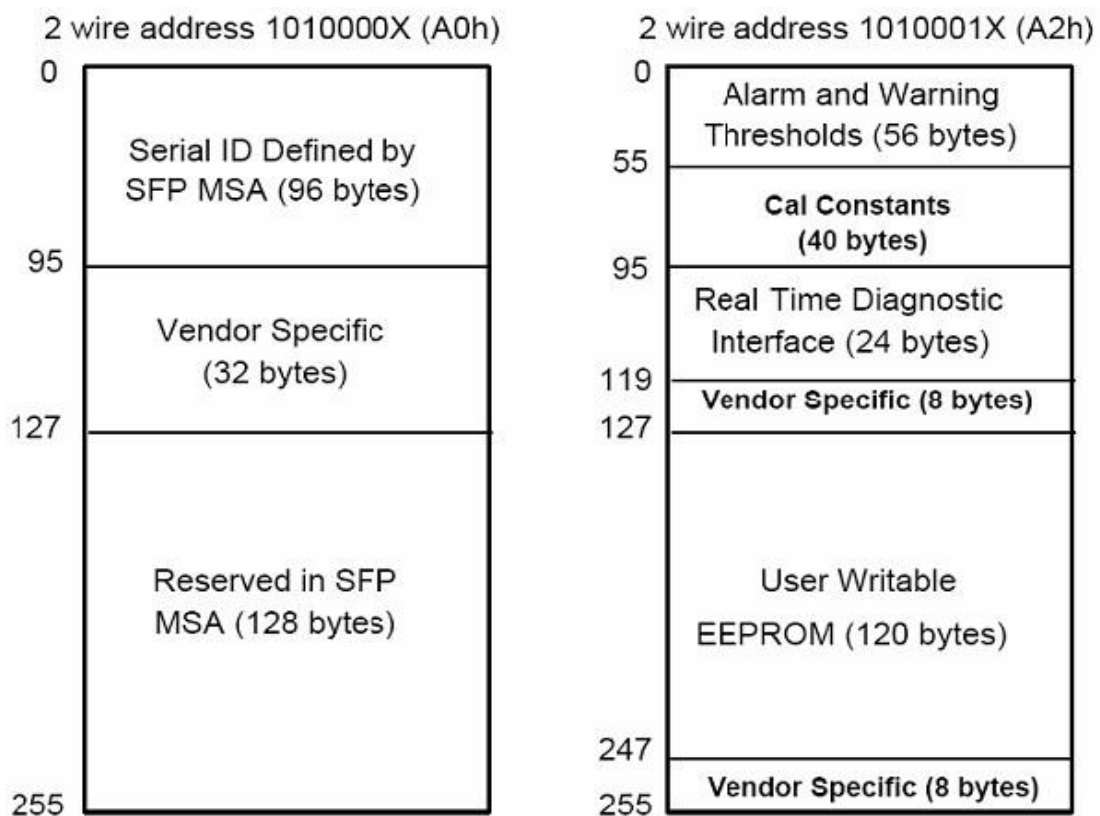 2 wire address 1010000X (A0h)
0
Serial ID Defined by
SFP MSA (96 bytes)
95
Vendor Specific
(32 bytes)
127
Reserved in SFP
MSA (128 bytes)
255
2 wire address 1010001X (A2h)
0
Alarm and Warning
Thresholds (56 bytes)
55
Cal Constants
(40 bytes)
95
Real Time Diagnostic
Interface (24 bytes)
119
Vendor Specific (8 bytes)
127
User Writable
EEPROM (120 bytes)
247
Vendor Specific (8 bytes)
255